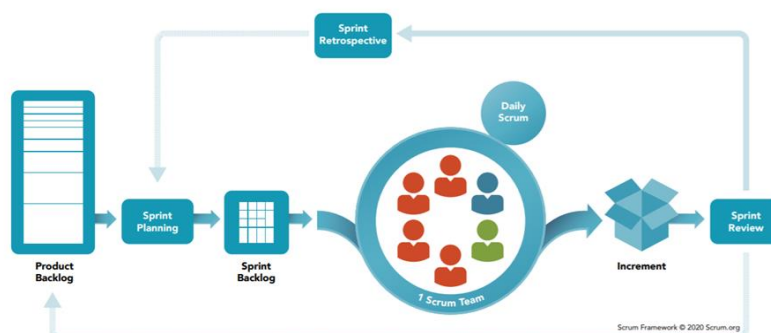 Sprint
Retrospective
Daily
Scrum
Sprint
Planning
Sprint
Review
Product
Backlog
Sprint
Backlog
1 Scrum Team
Increment
Scrum Framework © 2020 Scrum.org